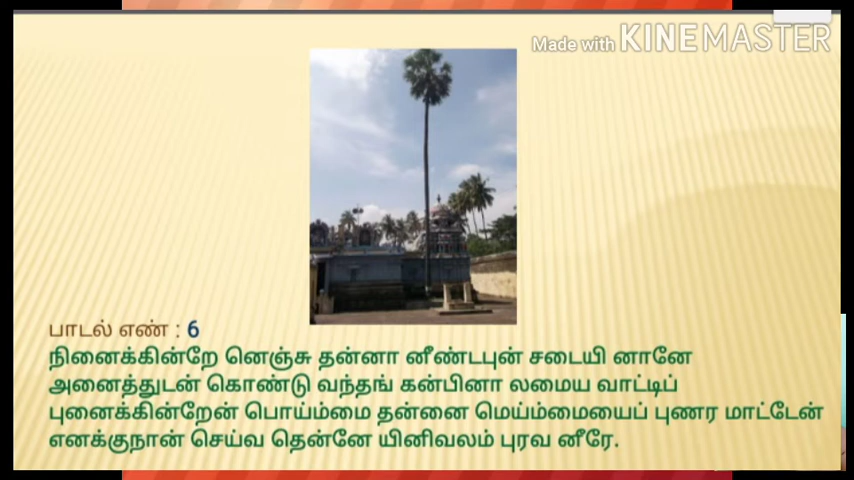 Made with KINEMASTER
பாடல் எண் : 6
நினைக்கின்றே னெஞ்சு தன்னா னீண்டபுன் சடையி னானே
அனைத்துடன் கொண்டு வந்தங் கன்பினா லமைய வாட்டிப்
புனைக்கின்றேன் பொய்ம்மை தன்னை மெய்ம்மையைப் புணர மாட்டேன்
எனக்குநான் செய்வ தென்னே யினிவலம் புரவ னீரே.